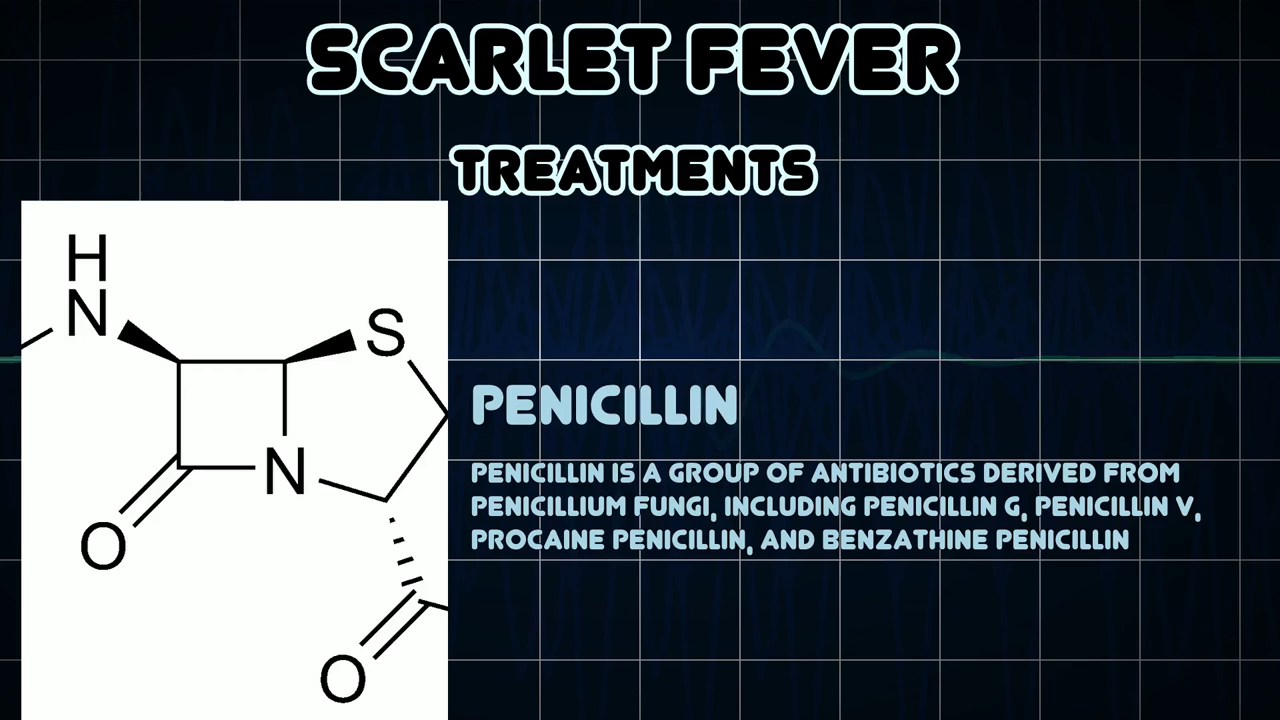 SCARLET FEVER
TREATMENTS
H
N
S
N
O
O
PENICILLIN
PENICILLIN IS A GROUP OF ANTIBIOTICS DERIVED FROM
PENICILLIUM FUNGI, INCLUDING PENICILLIN G, PENICILLIN V,
PROCAINE PENICILLIN, AND BENZATHINE PENICILLIN